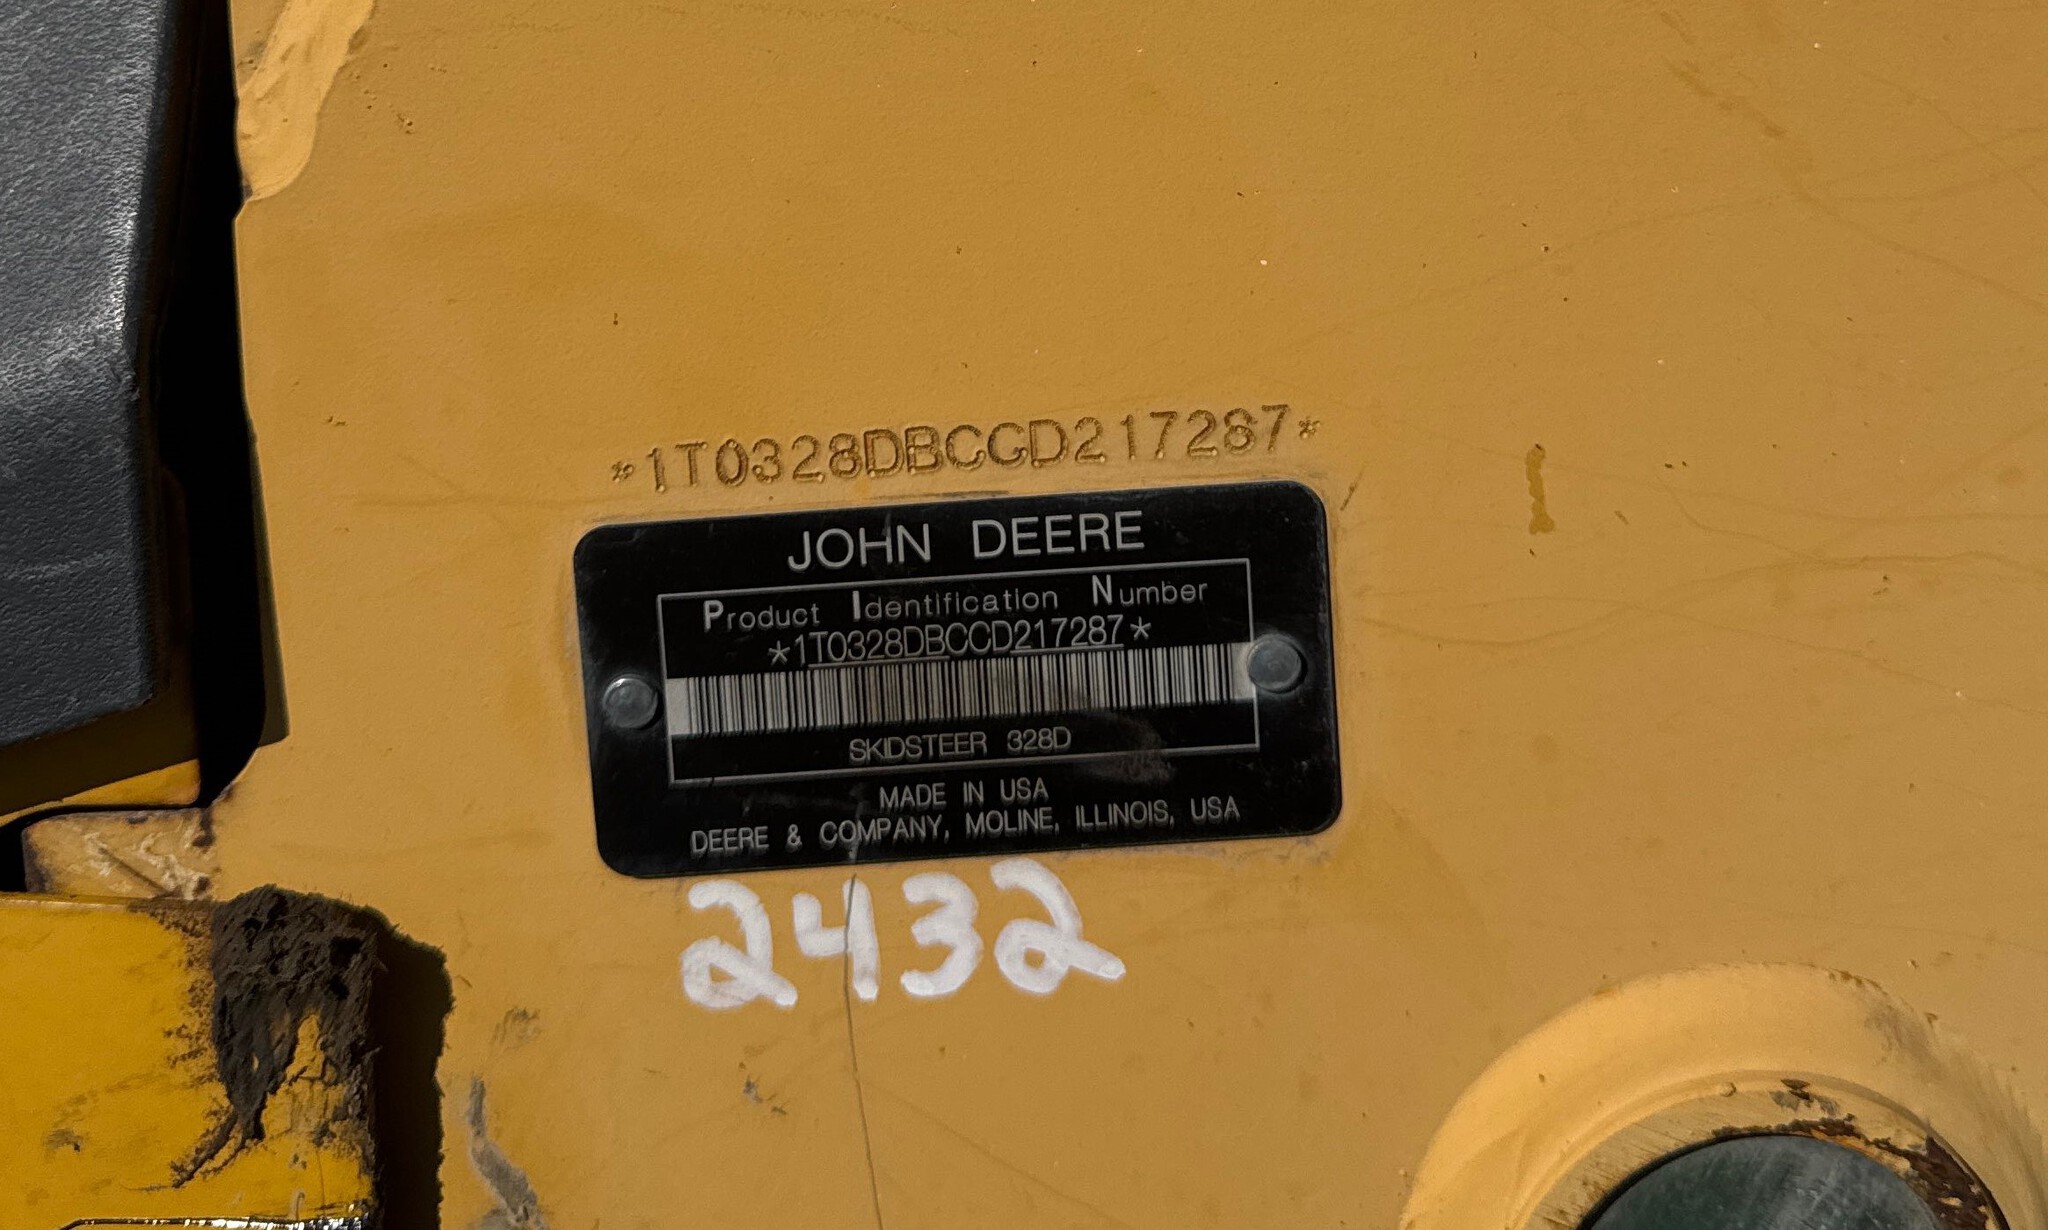 *1T0328DBCCD217287*
JOHN DEERE
Product Identification Number
*1T0328DBCCD217287*
SKIDSTEER 328D
MADE IN USA
DEERE & COMPANY, MOLINE, ILLINOIS, USA
2432